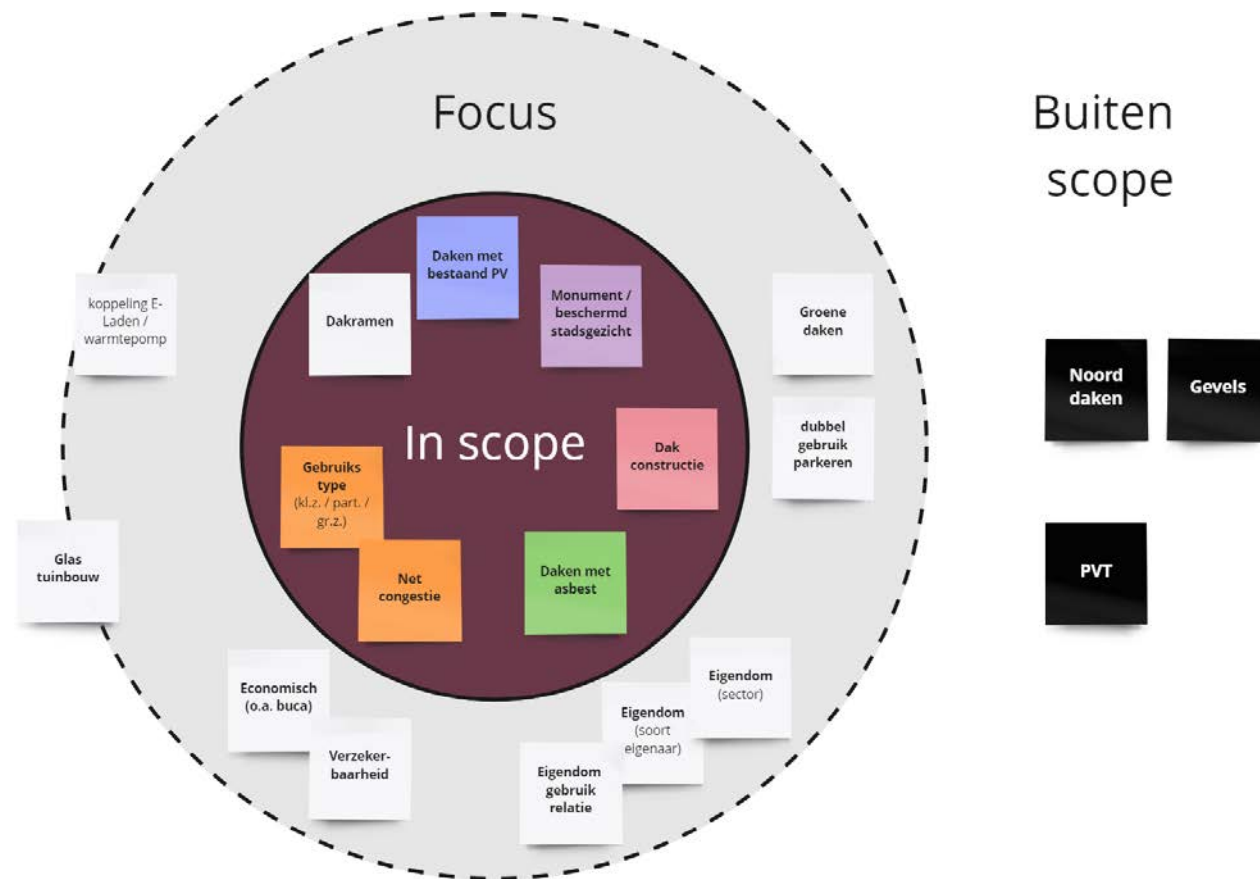 Focus
Buiten
scope
Daken met
bestaand PV
koppeling E-
Laden /
warmtepomp
Dakramen
Monument /
beschermd
stadsgezicht
Groene
daken
Noord
daken
Gevels
In scope
Dak
constructie
dubbel
gebruik
parkeren
Gebruiks
type
(kl.z. / part. /
gr.z.)
Glas
tuinbouw
Net
congestie
Daken met
asbest
PVT
Economisch
(o.a. buca)
Verzeker-
baarheid
Eigendom
(sector)
Eigendom
(soort
eigenaar)
Eigendom
gebruik
relatie